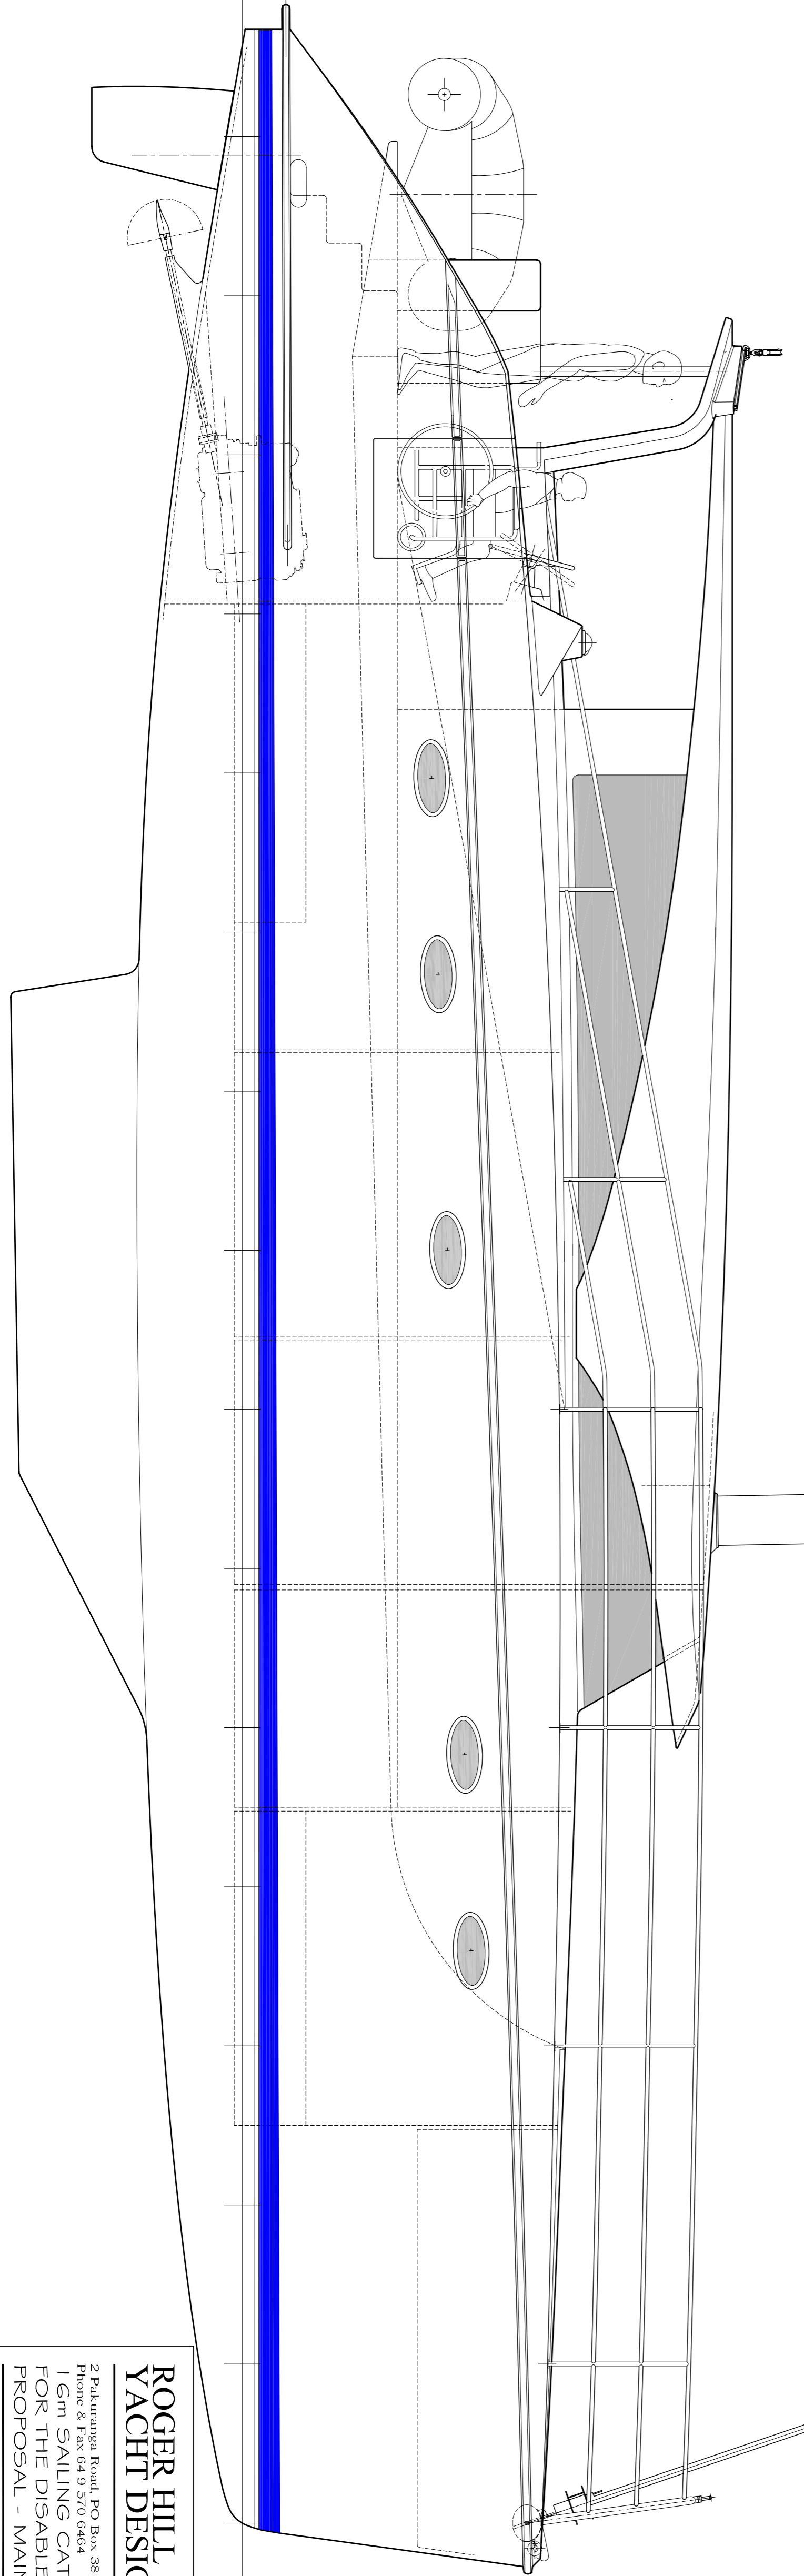 ROGER HILL
YACHT DESIG
2 Pakuranga Road, PO Box 38
Phone & Fax 64 9 570 6464
16m SAILING CAT
FOR THE DISABLE
PROPOSAL - MAIN